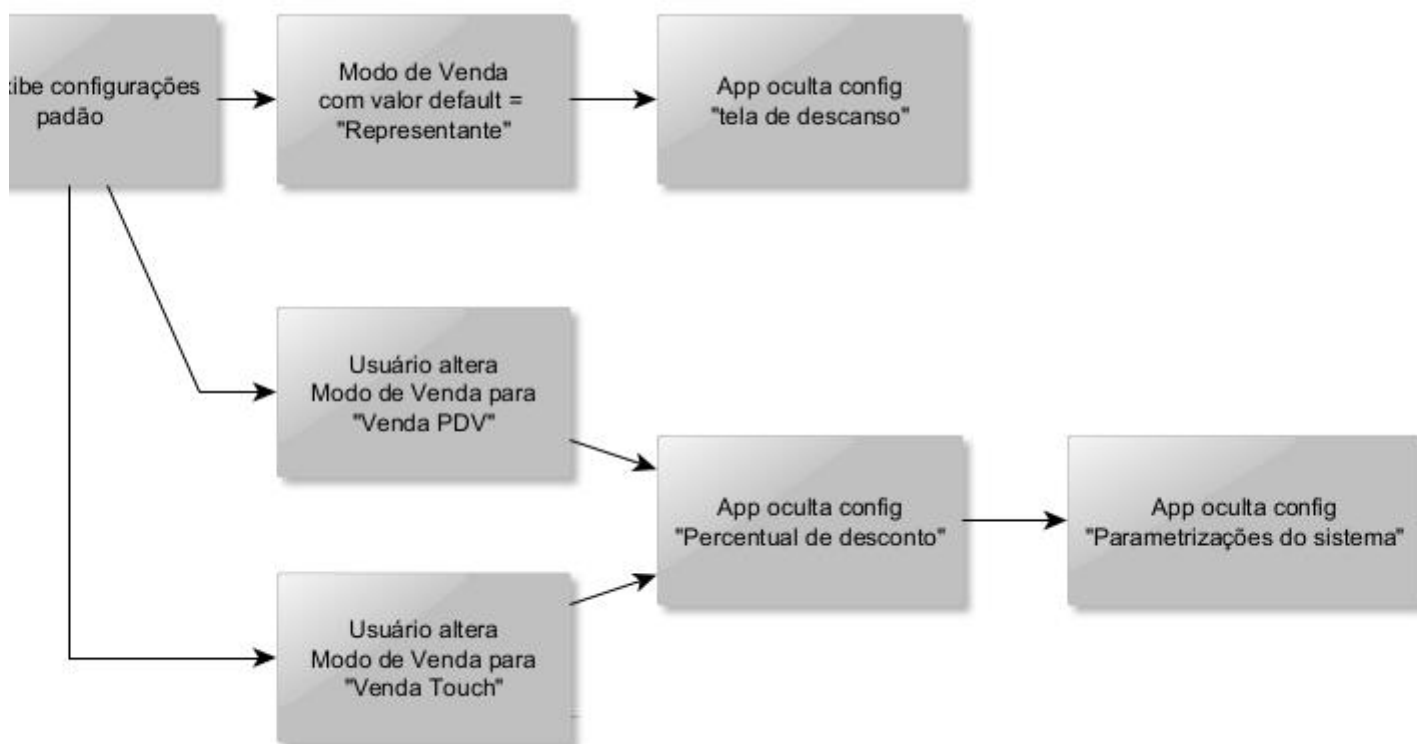 xibe configurações
padão
Modo de Venda
com valor default =
"Representante"
App oculta config
"tela de descanso"
Usuário altera
Modo de Venda para
"Venda PDV"
App oculta config
"Percentual de desconto"
App oculta config
"Parametrizações do sistema"
Usuário altera
Modo de Venda para
"Venda Touch"